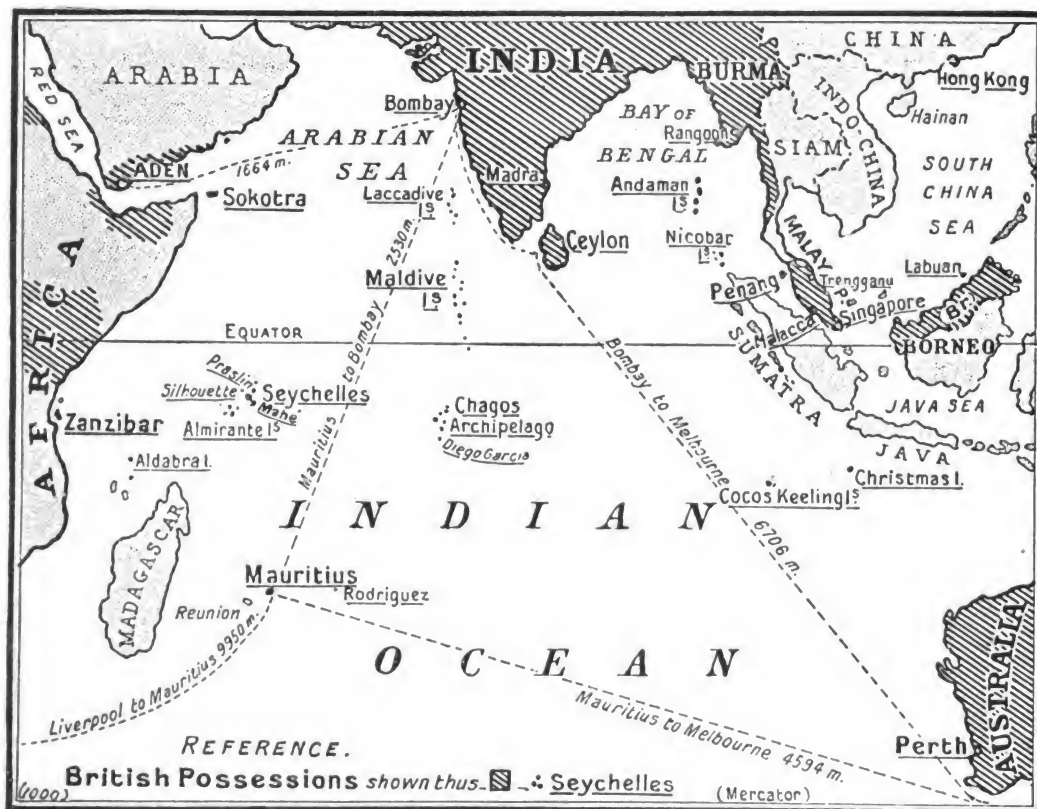 CHINA
INDIA
ARABIA
BURMA
Hong Kong
RED SEA
Bombay
BAY OF
INDO-CHINA
Hainan
ARABIAN
Rangoon
SIAM
BENGAL
SOUTH
ADEN
1664 m.
SEA
Madras
CHINA
Sokotra
Laccadive
Is
Andaman
Is
SEA
2530 m.
Ceylon
Nicobar
Is
MALAY P.
Labuan
Maldive
Is
Penang
Trengganu
Singapore
AFRICA
EQUATOR
Malacca
BORNEO
SUMATRA
Praslin
Silhouette
Seychelles
Mahe
Mauritius to Bombay
Bombay to Melbourne
Chagos
Archipelago
JAVA SEA
Zanzibar
Almirante Is
Diego Garcia
JAVA
Aldabra I.
Christmas I.
Cocos Keeling Is
INDIAN
6706 m.
MADAGASCAR
Mauritius
Rodriguez
Reunion
OCEAN
AUSTRALIA
Liverpool to Mauritius 9950 m.
Mauritius to Melbourne 4594 m.
Perth
REFERENCE.
British Possessions shown thus Seychelles
(1000)
(Mercator)